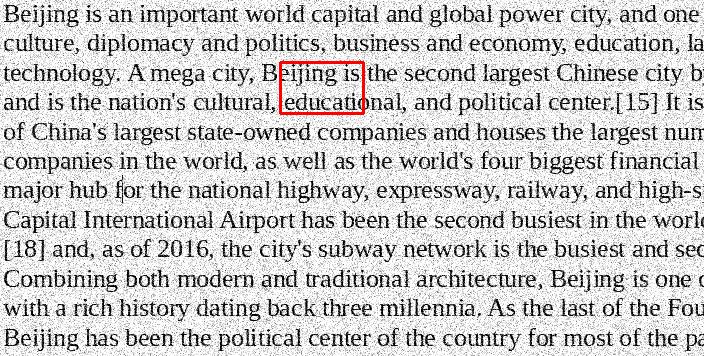 Beijing is an important world capital and global power city, and one
culture, diplomacy and politics, business and economy, education, la
technology. A mega city, Beijing is the second largest Chinese city b
and is the nation's cultural, educational, and political center.[15] It is
of China's largest state-owned companies and houses the largest num
companies in the world, as well as the world's four biggest financial
major hub for the national highway, expressway, railway, and high-s
Capital International Airport has been the second busiest in the worl
[18] and, as of 2016, the city's subway network is the busiest and sec
Combining both modern and traditional architecture, Beijing is one o
with a rich history dating back three millennia. As the last of the Fou
Beijing has been the political center of the country for most of the pa